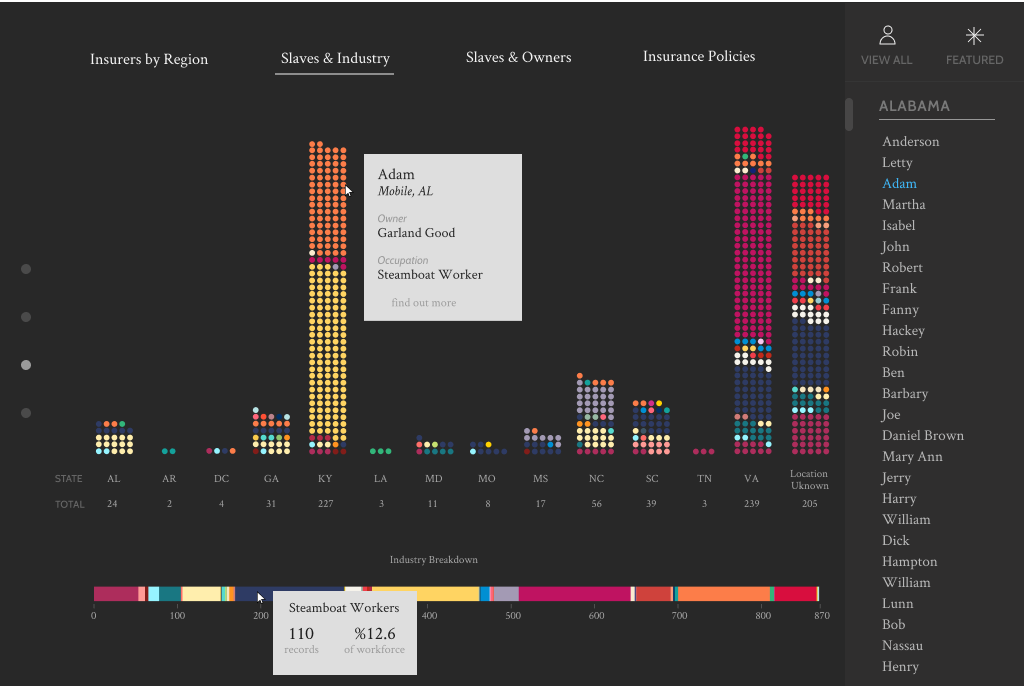 Insurers by Region
Slaves & Industry
Slaves & Owners
Insurance Policies
VIEW ALL
FEATURED
ALABAMA
Anderson
Letty
Adam
Martha
Isabel
John
Robert
Frank
Fanny
Hackey
Robin
Ben
Barbary
Joe
Daniel Brown
Mary Ann
Jerry
Harry
William
Dick
Hampton
William
Lunn
Bob
Nassau
Henry
Adam
Mobile, AL
Owner
Garland Good
Occupation
Steamboat Worker
find out more
STATE AL AR DC GA KY LA MD MO MS NC SC TN VA Location
Uknown
TOTAL 24 2 4 31 227 3 11 8 17 56 39 3 239 205
Industry Breakdown
0 100 200 400 500 600 700 800 870
Steamboat Workers
110 %12.6
records of workforce